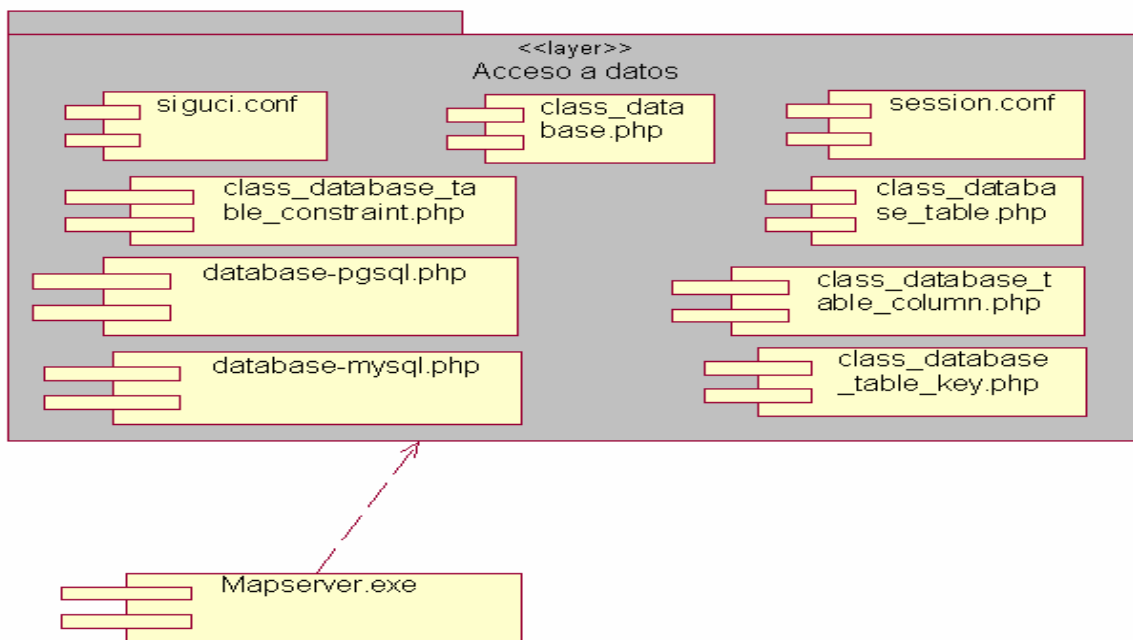 <<layer>>
Acceso a datos
siguci.conf
class_data
base.php
session.conf
class_database_ta
ble_constraint.php
class_databa
se_table.php
database-pgsql.php
class_database_t
able_column.php
database-mysql.php
class_database
_table_key.php
Mapserver.exe